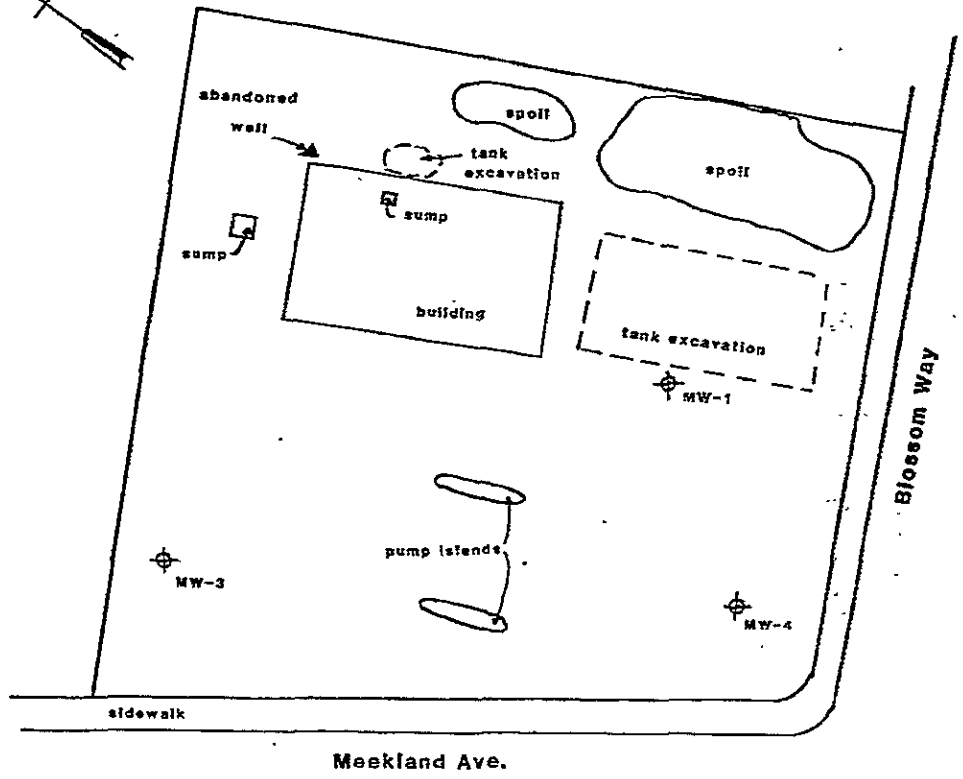 abandoned
well
spoil
spoil
tank
excavation
sump
sump
building
tank excavation
MW-1
Blossom Way
pump islands
MW-3
MW-4
sidewalk
Meekland Ave.